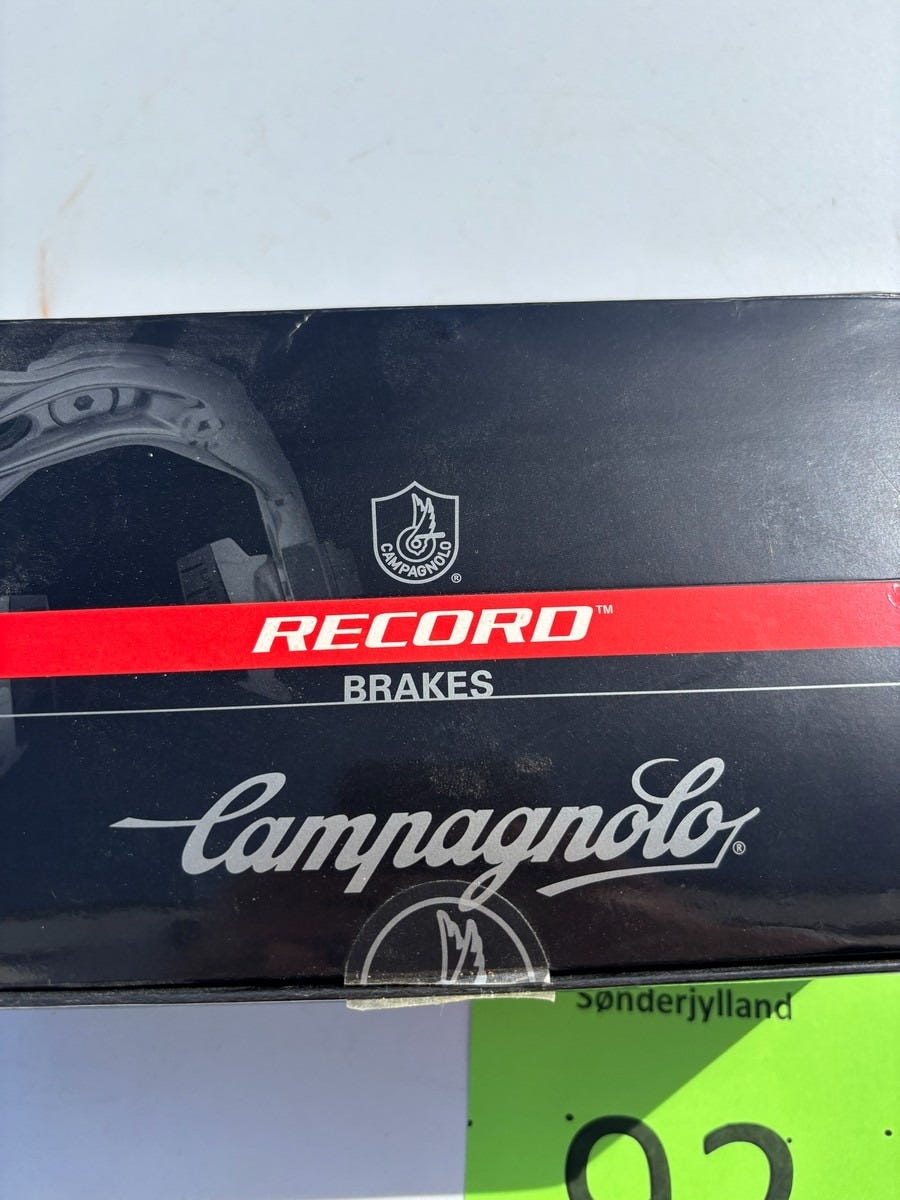 CAMPAGNOLO
®
RECORD™
BRAKES
Campagnolo®
Sønderjylland